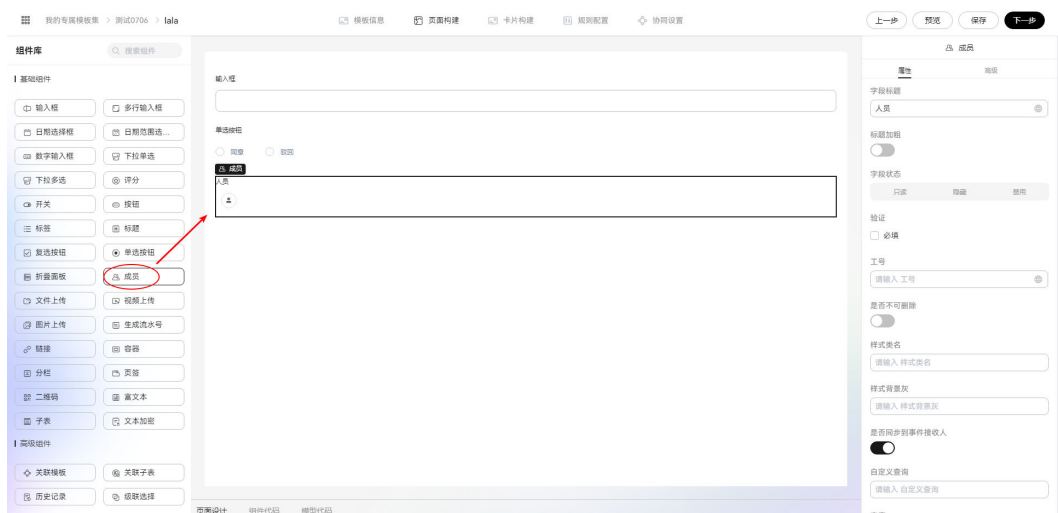 我的专属模板集 > 测试0706 > lala
模板信息
页面构建
卡片构建
规则配置
协同设置
上一步
预览
保存
下一步
组件库
搜索组件
基础组件
输入框
多行输入框
日期选择框
日期范围选...
数字输入框
下拉单选
下拉多选
评分
开关
按钮
标签
标题
复选按钮
单选按钮
折叠面板
成员
文件上传
视频上传
图片上传
生成流水号
链接
容器
分栏
页签
二维码
富文本
子表
文本加密
高级组件
关联模板
关联子表
历史记录
级联选择
输入框
单选按钮
同意
驳回
成员
人员
页面设计
组件代码
模型代码
成员
属性
高级
字段标题
人员
标题加粗
字段状态
只读
隐藏
禁用
验证
必填
工号
请输入 工号
是否不可删除
样式类名
请输入 样式类名
样式背景灰
请输入 样式背景灰
是否同步到事件接收人
自定义查询
请输入 自定义查询